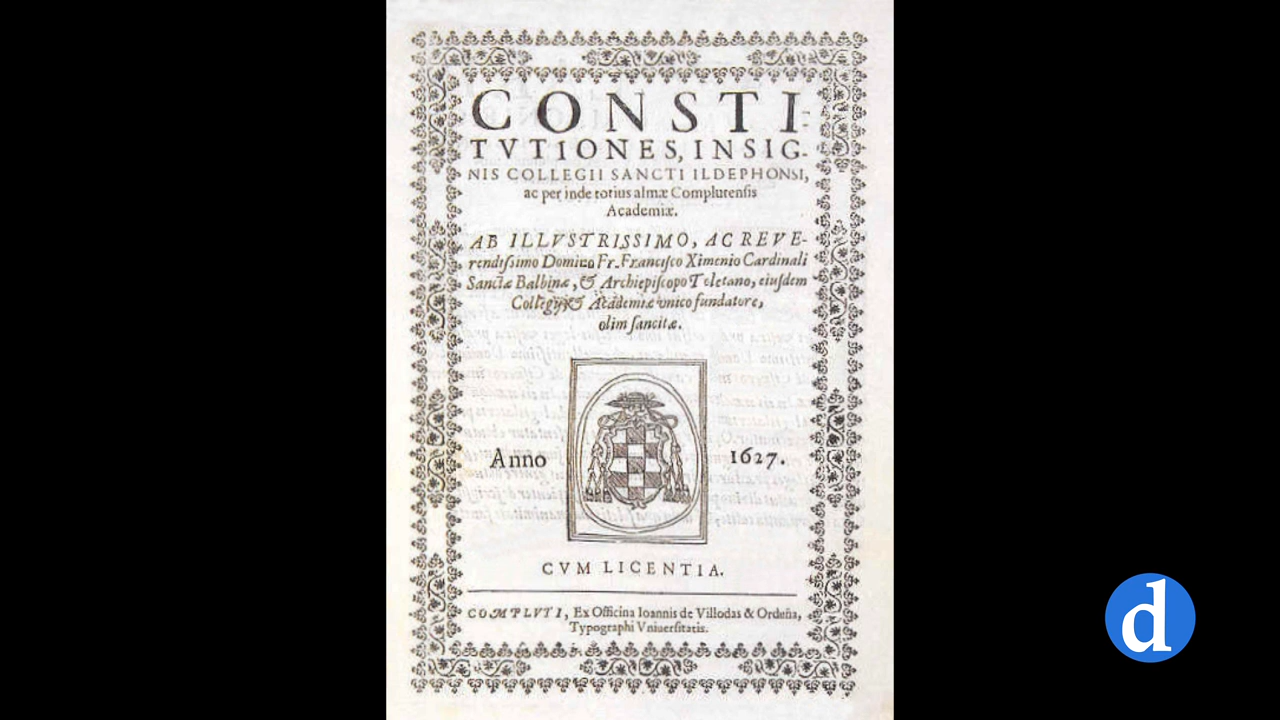 CONSTI-
TVTIONES, INSIG-
NIS COLLEGII SANCTI ILDEPHONSI,
ac per inde totius almæ Complutenſis
Academiæ.
AB ILLVSTRISSIMO, AC REVE-
rendiſsimo Domino Fr. Franciſco Ximenio Cardinali
Sanctæ Balbinæ, & Archiepiſcopo Toletano, eiuſdem
Collegij, & Academiæ vnico fundatore,
olim ſancitæ.
Anno 1627.
CVM LICENTIA.
COMPLVTI, Ex Officina Ioannis de Villodas & Orduña,
Typographi Vniuerſitatis.
d